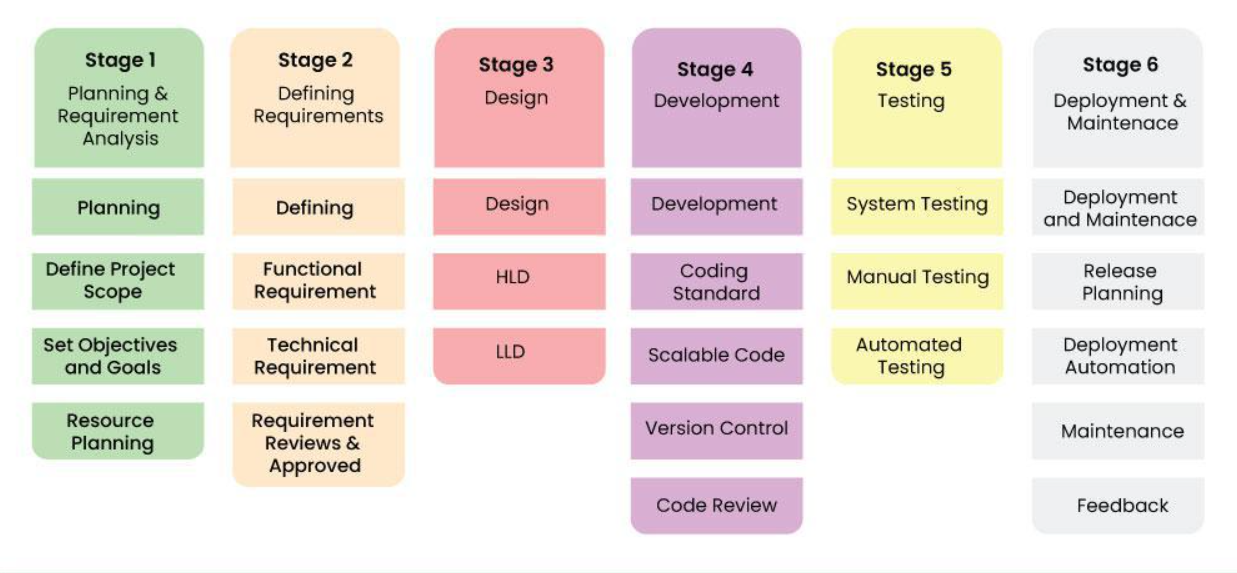 Stage 1
Planning &
Requirement
Analysis
Planning
Define Project
Scope
Set Objectives
and Goals
Resource
Planning
Stage 2
Defining
Requirements
Defining
Functional
Requirement
Technical
Requirement
Requirement
Reviews &
Approved
Stage 3
Design
Design
HLD
LLD
Stage 4
Development
Development
Coding
Standard
Scalable Code
Version Control
Code Review
Stage 5
Testing
System Testing
Manual Testing
Automated
Testing
Stage 6
Deployment &
Maintenace
Deployment
and Maintenace
Release
Planning
Deployment
Automation
Maintenance
Feedback